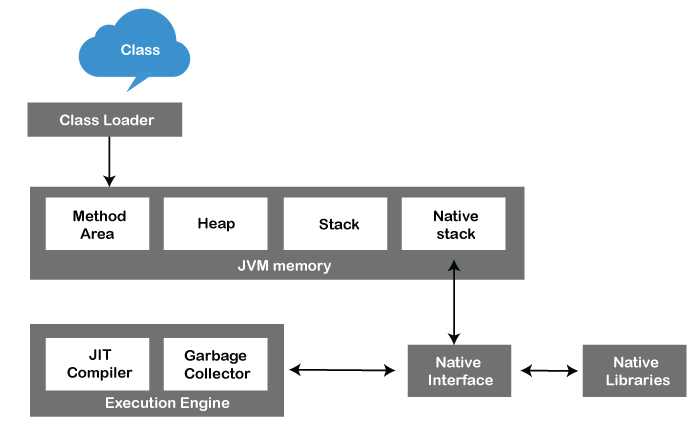 Class
Class Loader
Method
Area
Heap
Stack
Native
stack
JVM memory
JIT
Compiler
Garbage
Collector
Execution Engine
Native
Interface
Native
Libraries